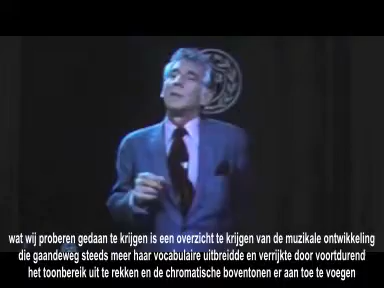 wat wij proberen gedaan te krijgen is een overzicht te krijgen van de muzikale ontwikkeling
die gaandeweg steeds meer haar vocabulaire uitbreidde en verrijkte door voortdurend
het toonbereik uit te rekken en de chromatische boventonen er aan toe te voegen